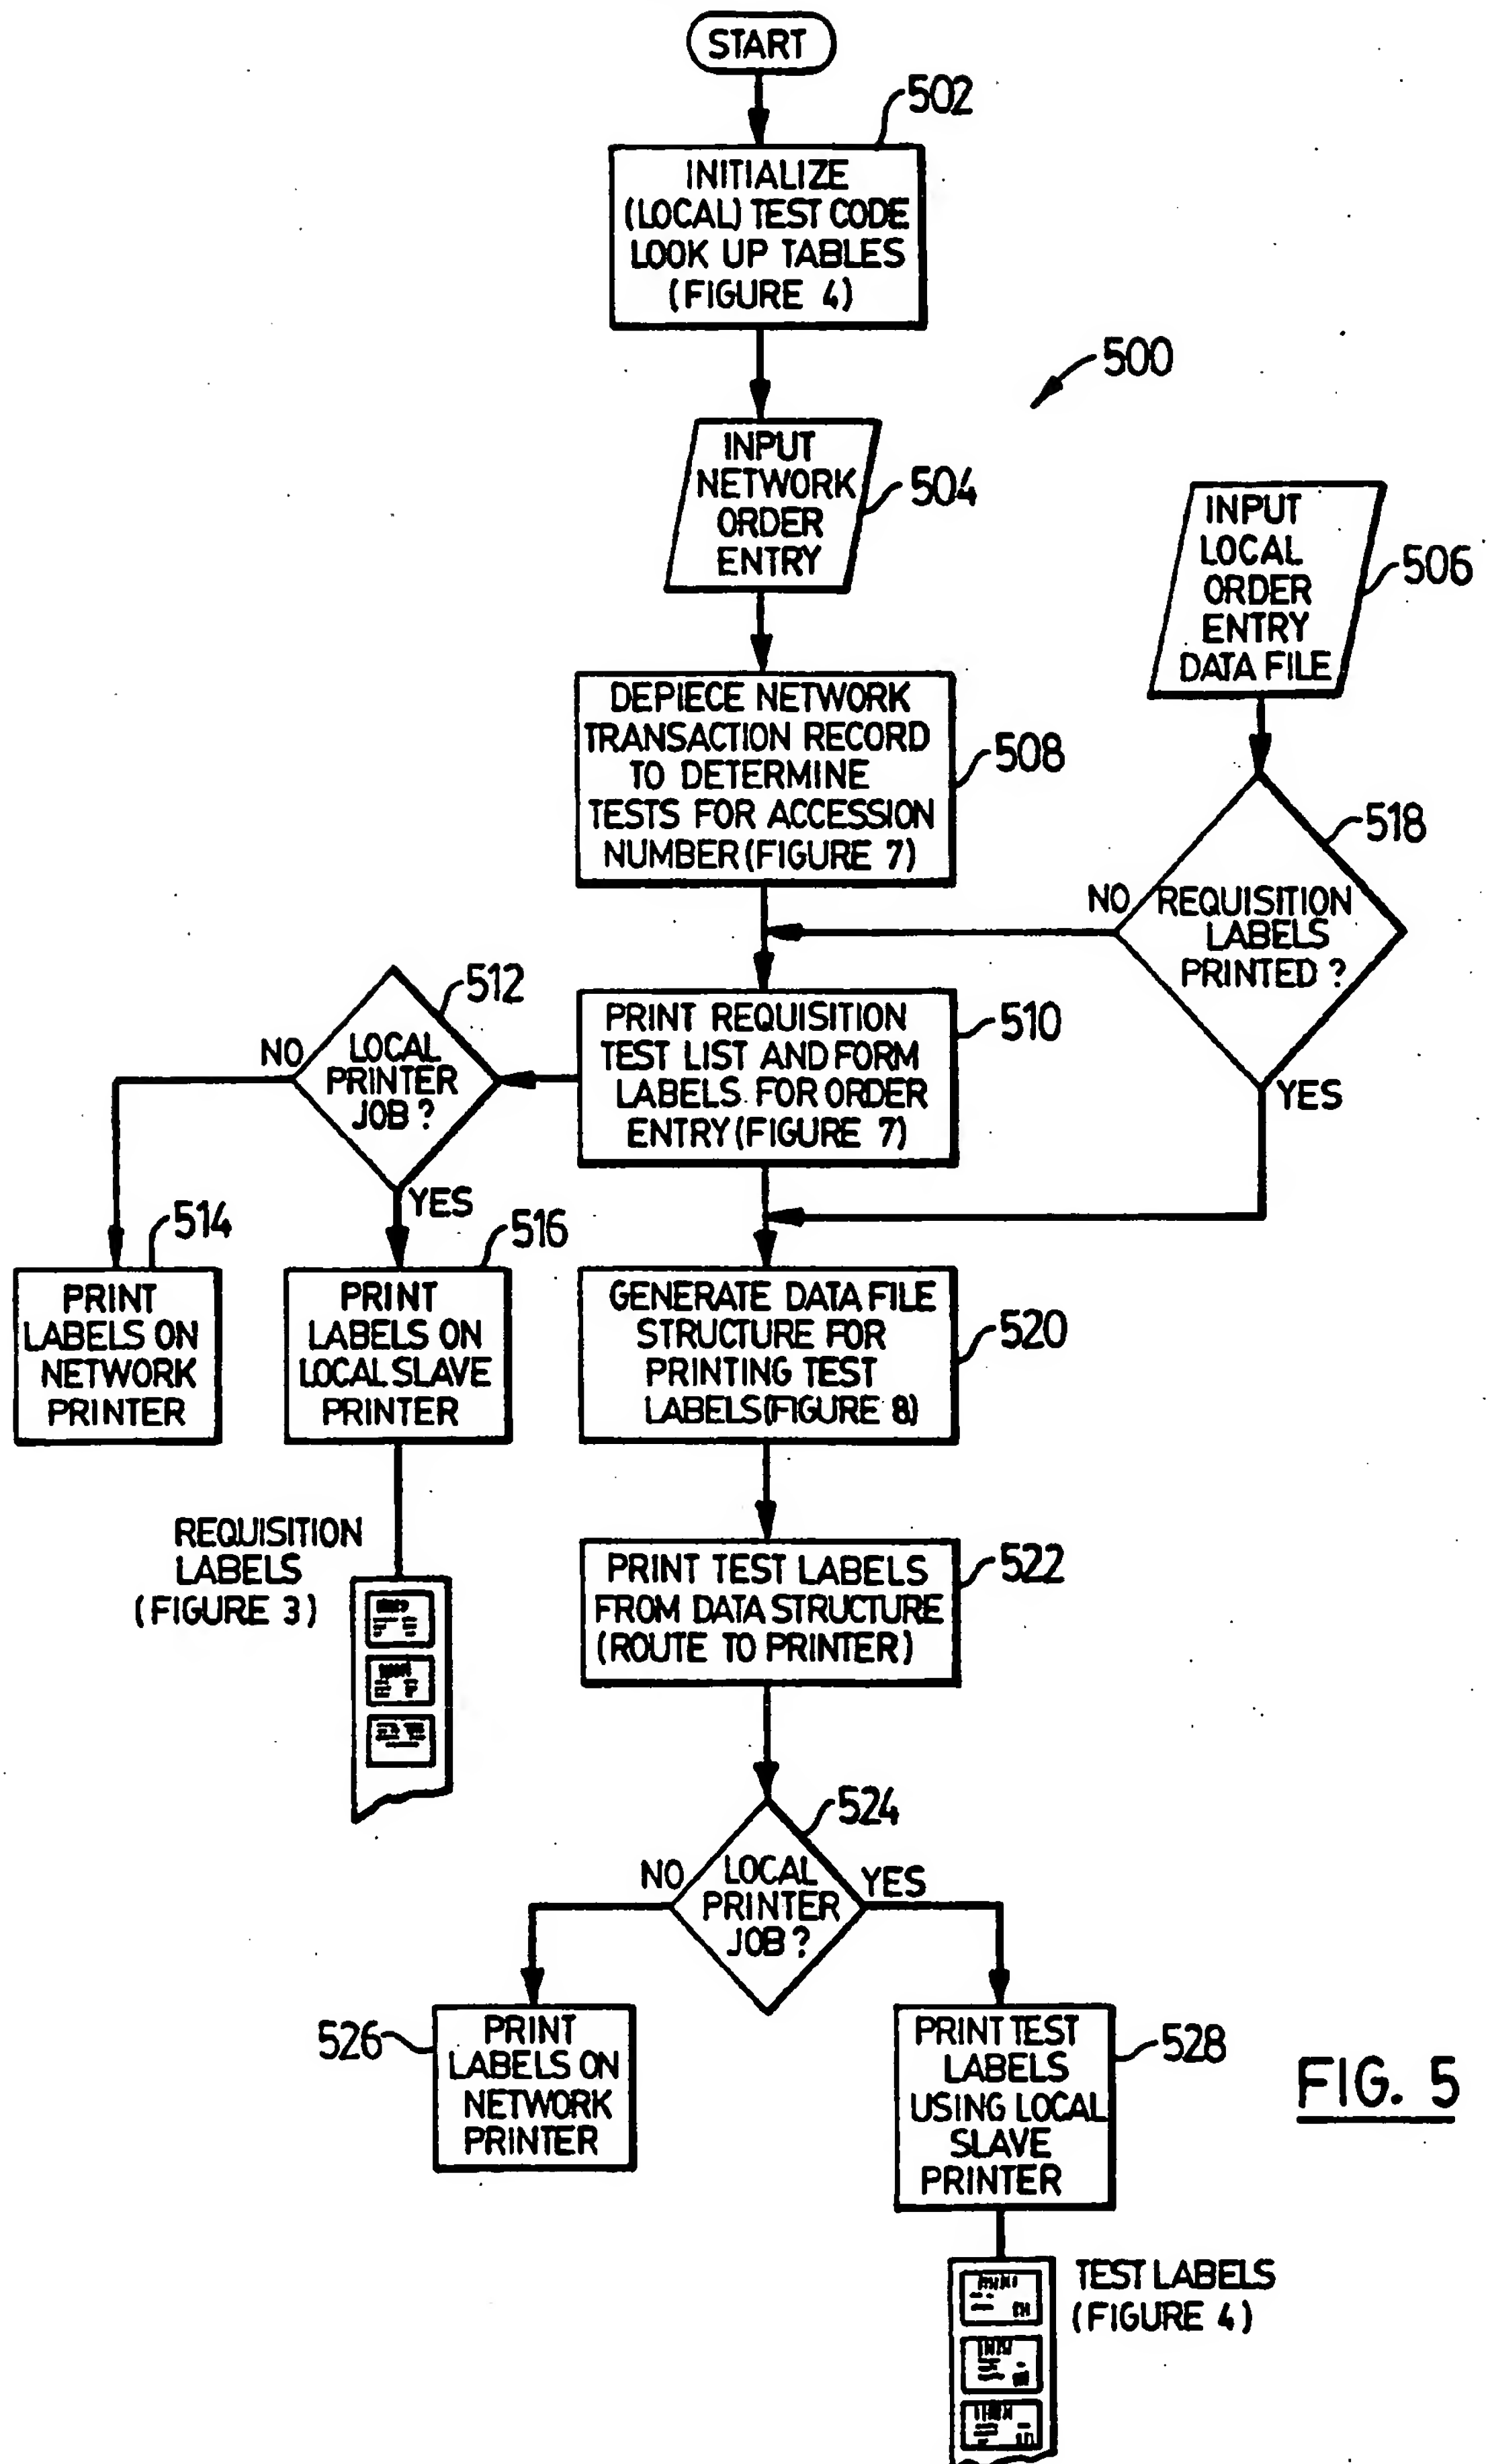 START
502
INITIALIZE
(LOCAL) TEST CODE
LOOK UP TABLES
(FIGURE 4)
500
INPUT
NETWORK
ORDER
ENTRY
504
INPUT
LOCAL
ORDER
ENTRY
DATA FILE
506
DEPIECE NETWORK
TRANSACTION RECORD
TO DETERMINE
TESTS FOR ACCESSION
NUMBER (FIGURE 7)
508
518
NO
REQUISITION
LABELS
PRINTED ?
YES
512
NO
LOCAL
PRINTER
JOB ?
YES
PRINT REQUISITION
TEST LIST AND FORM
LABELS FOR ORDER
ENTRY (FIGURE 7)
510
514
PRINT
LABELS ON
NETWORK
PRINTER
516
PRINT
LABELS ON
LOCAL SLAVE
PRINTER
GENERATE DATA FILE
STRUCTURE FOR
PRINTING TEST
LABELS (FIGURE 8)
520
REQUISITION
LABELS
(FIGURE 3)
PRINT TEST LABELS
FROM DATA STRUCTURE
(ROUTE TO PRINTER)
522
524
NO
LOCAL
PRINTER
JOB ?
YES
526
PRINT
LABELS ON
NETWORK
PRINTER
PRINT TEST
LABELS
USING LOCAL
SLAVE
PRINTER
528
FIG. 5
TEST LABELS
(FIGURE 4)